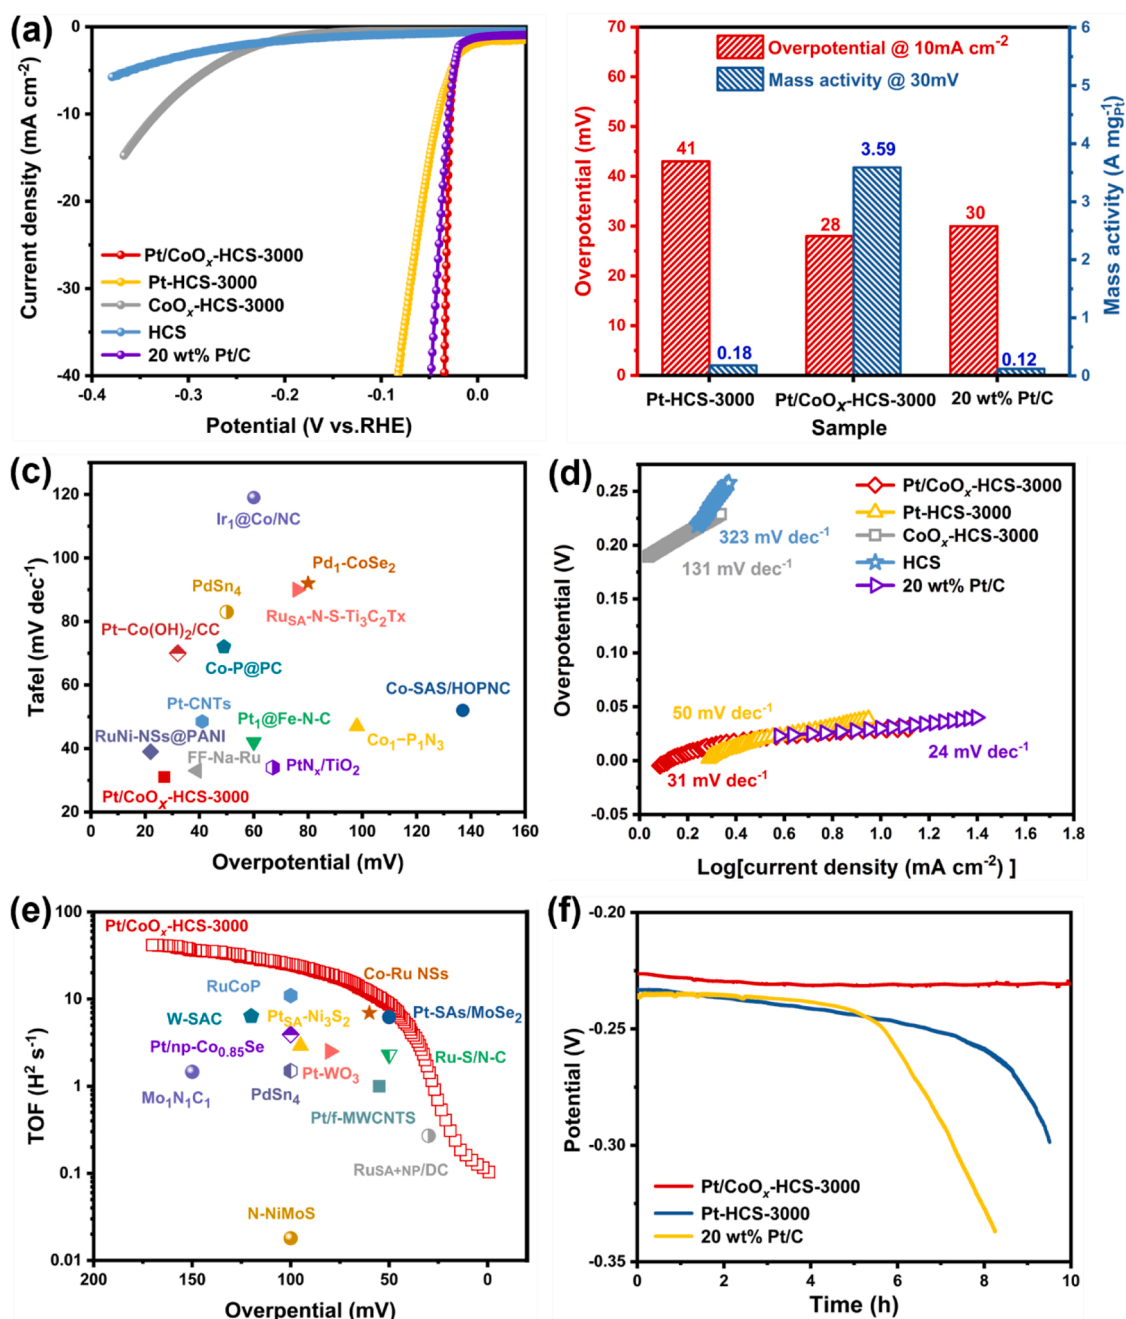 (a)
0
-10
-20
-30
-40
Current density (mA cm⁻²)
Pt/CoOₓ-HCS-3000
Pt-HCS-3000
CoOₓ-HCS-3000
HCS
20 wt% Pt/C
-0.4
-0.3
-0.2
-0.1
0.0
Potential (V vs.RHE)
70
60
50
40
30
20
10
0
Overpotential (mV)
Overpotential @ 10mA cm⁻²
Mass activity @ 30mV
41
0.18
28
3.59
30
0.12
6
5
4
3
2
1
0
Mass activity (A mg⁻¹Pt)
Pt-HCS-3000
Pt/CoOₓ-HCS-3000
20 wt% Pt/C
Sample
(c)
120
100
80
60
40
20
Tafel (mV dec⁻¹)
Ir₁@Co/NC
Pd₁-CoSe₂
PdSn₄
RuSA-N-S-Ti₃C₂Tx
Pt–Co(OH)₂/CC
Co-P@PC
Co-SAS/HOPNC
Pt-CNTs
Pt₁@Fe-N-C
RuNi-NSs@PANI
Co₁–P₁N₃
FF-Na-Ru
PtNₓ/TiO₂
Pt/CoOₓ-HCS-3000
0
20
40
60
80
100
120
140
160
Overpotential (mV)
(d)
0.25
0.20
0.15
0.10
0.05
0.00
-0.05
Overpotential (V)
Pt/CoOₓ-HCS-3000
Pt-HCS-3000
CoOₓ-HCS-3000
HCS
20 wt% Pt/C
323 mV dec⁻¹
131 mV dec⁻¹
50 mV dec⁻¹
24 mV dec⁻¹
31 mV dec⁻¹
0.0
0.2
0.4
0.6
0.8
1.0
1.2
1.4
1.6
1.8
Log[current density (mA cm⁻²) ]
(e)
100
10
1
0.1
0.01
TOF (H² s⁻¹)
Pt/CoOₓ-HCS-3000
Co-Ru NSs
RuCoP
W-SAC
PtSA-Ni₃S₂
Pt-SAs/MoSe₂
Pt/np-Co₀.₈₅Se
Ru-S/N-C
Pt-WO₃
Mo₁N₁C₁
PdSn₄
Pt/f-MWCNTS
RuSA+NP/DC
N-NiMoS
200
150
100
50
0
Overpential (mV)
(f)
-0.20
-0.25
-0.30
-0.35
Potential (V)
Pt/CoOₓ-HCS-3000
Pt-HCS-3000
20 wt% Pt/C
0
2
4
6
8
10
Time (h)